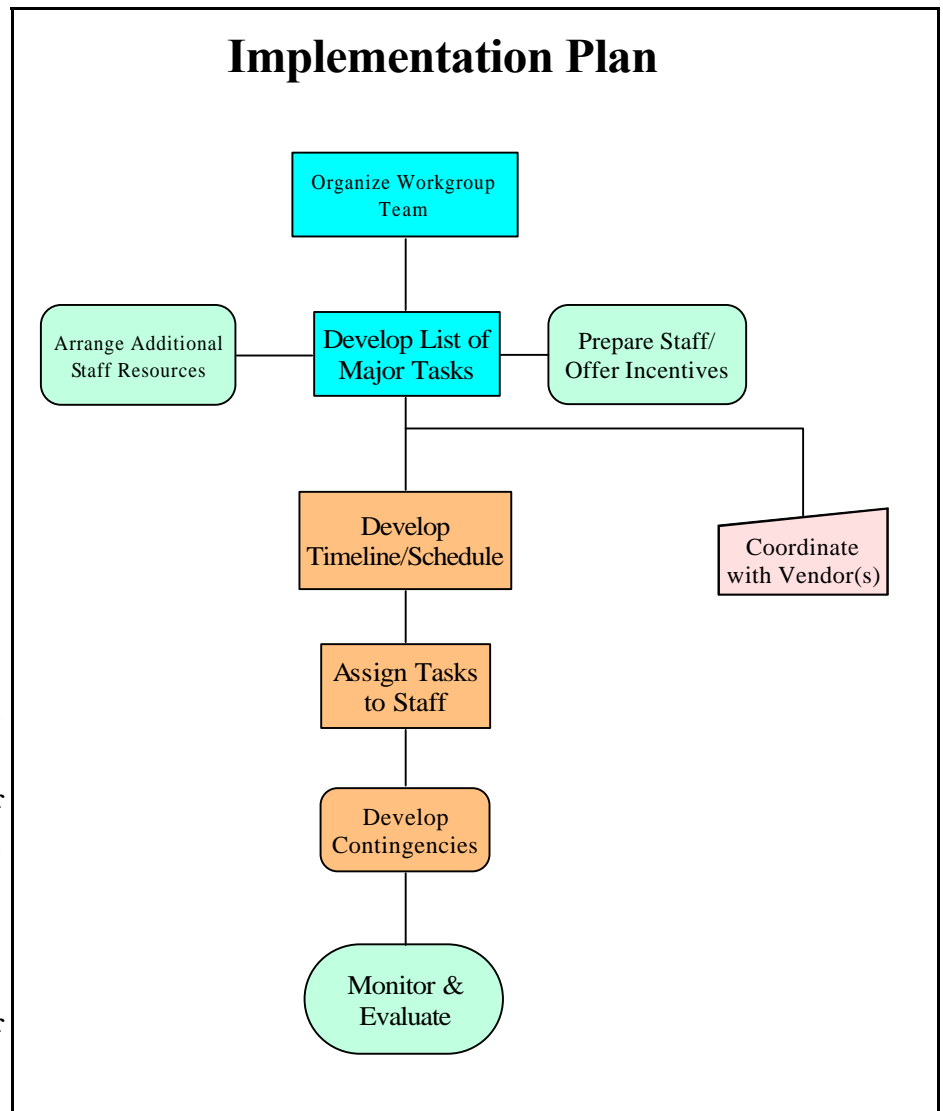 Implementation Plan
Organize Workgroup
Team
Arrange Additional
Staff Resources
Develop List of
Major Tasks
Prepare Staff/
Offer Incentives
Develop
Timeline/Schedule
Coordinate
with Vendor(s)
Assign Tasks
to Staff
Develop
Contingencies
Monitor &
Evaluate